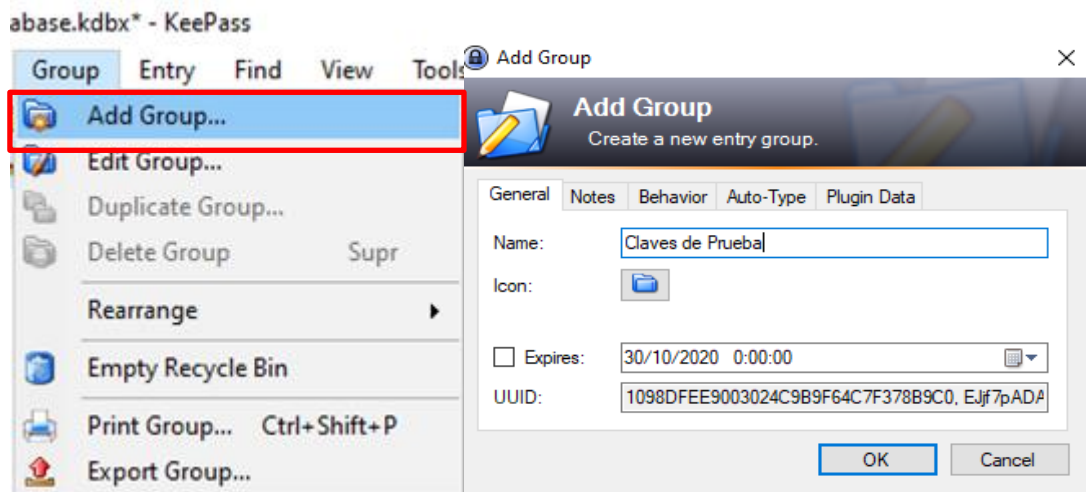 abase.kdbx* - KeePass
Group Entry Find View Tools
Add Group...
Edit Group...
Duplicate Group...
Delete Group Supr
Rearrange
Empty Recycle Bin
Print Group... Ctrl+Shift+P
Export Group...
Add Group
Add Group
Create a new entry group.
General Notes Behavior Auto-Type Plugin Data
Name: Claves de Prueba
Icon:
Expires: 30/10/2020 0:00:00
UUID: 1098DFEE9003024C9B9F64C7F378B9C0, EJjf7pADA
OK Cancel